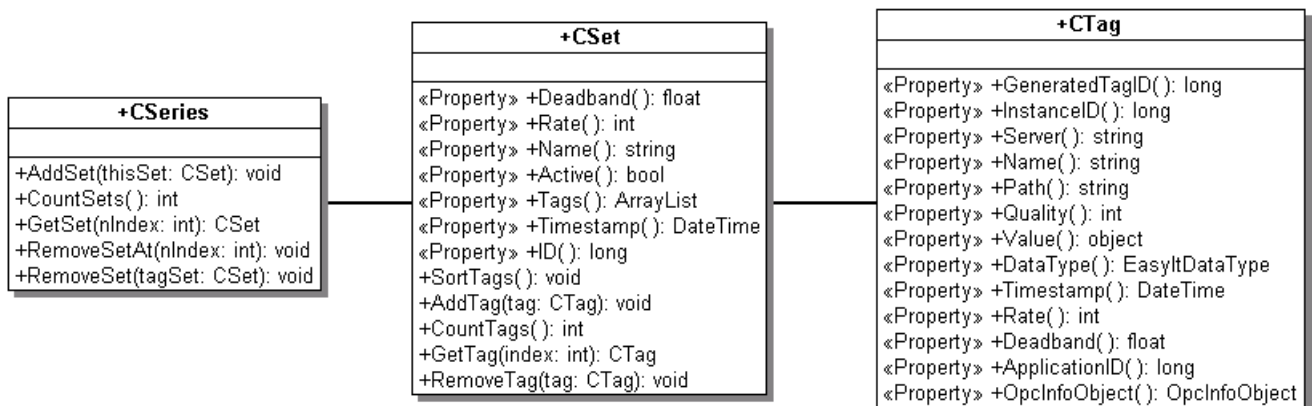 +CSeries
+AddSet(thisSet: CSet): void
+CountSets( ): int
+GetSet(nIndex: int): CSet
+RemoveSetAt(nIndex: int): void
+RemoveSet(tagSet: CSet): void
+CSet
«Property» +Deadband( ): float
«Property» +Rate( ): int
«Property» +Name( ): string
«Property» +Active( ): bool
«Property» +Tags( ): ArrayList
«Property» +Timestamp( ): DateTime
«Property» +ID( ): long
+SortTags( ): void
+AddTag(tag: CTag): void
+CountTags( ): int
+GetTag(index: int): CTag
+RemoveTag(tag: CTag): void
+CTag
«Property» +GeneratedTagID( ): long
«Property» +InstanceID( ): long
«Property» +Server( ): string
«Property» +Name( ): string
«Property» +Path( ): string
«Property» +Quality( ): int
«Property» +Value( ): object
«Property» +DataType( ): EasyItDataType
«Property» +Timestamp( ): DateTime
«Property» +Rate( ): int
«Property» +Deadband( ): float
«Property» +ApplicationID( ): long
«Property» +OpcInfoObject( ): OpcInfoObject